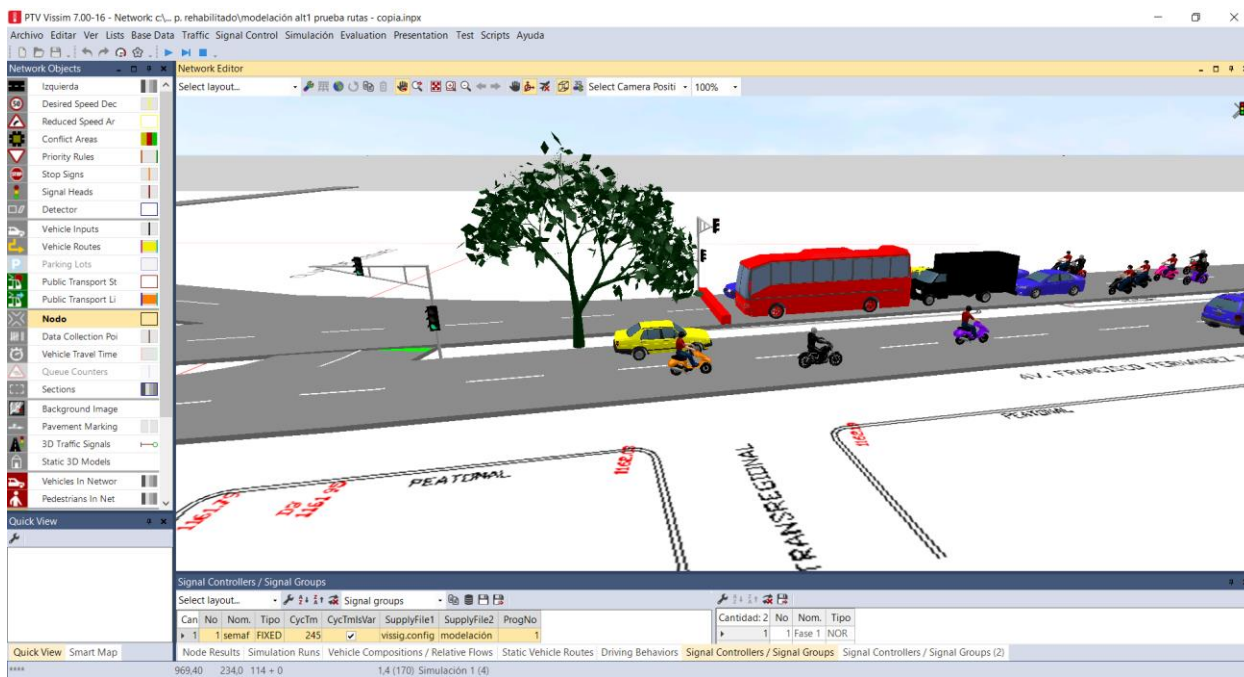 PTV Vissim 7.00-16 - Network: c:\... p. rehabilitado\modelación alt1 prueba rutas - copia.inpx
Archivo Editar Ver Lists Base Data Traffic Signal Control Simulación Evaluation Presentation Test Scripts Ayuda
Network Objects
Network Editor
Select layout...
Select Camera Positi
100%
Izquierda
Desired Speed Dec
Reduced Speed Ar
Conflict Areas
Priority Rules
Stop Signs
Signal Heads
Detector
Vehicle Inputs
Vehicle Routes
Parking Lots
Public Transport St
Public Transport Li
Nodo
Data Collection Poi
Vehicle Travel Time
Queue Counters
Sections
Background Image
Pavement Marking
3D Traffic Signals
Static 3D Models
Vehicles In Networ
Pedestrians In Net
AV. FRANCISCO FERNANDEZ
PEATONAL
PEATONAL
TRANSREGIONAL
Quick View
Signal Controllers / Signal Groups
Select layout... Signal groups
Can No Nom. Tipo CycTm CycTmIsVar SupplyFile1 SupplyFile2 ProgNo
1 1 semaf FIXED 245 vissig.config modelación 1
Cantidad: 2 No Nom. Tipo
1 1 Fase 1 NOR
Quick View Smart Map
Node Results Simulation Runs Vehicle Compositions / Relative Flows Static Vehicle Routes Driving Behaviors Signal Controllers / Signal Groups Signal Controllers / Signal Groups (2)
**** 969,40 234,0 114 + 0 1,4 (170) Simulación 1 (4)